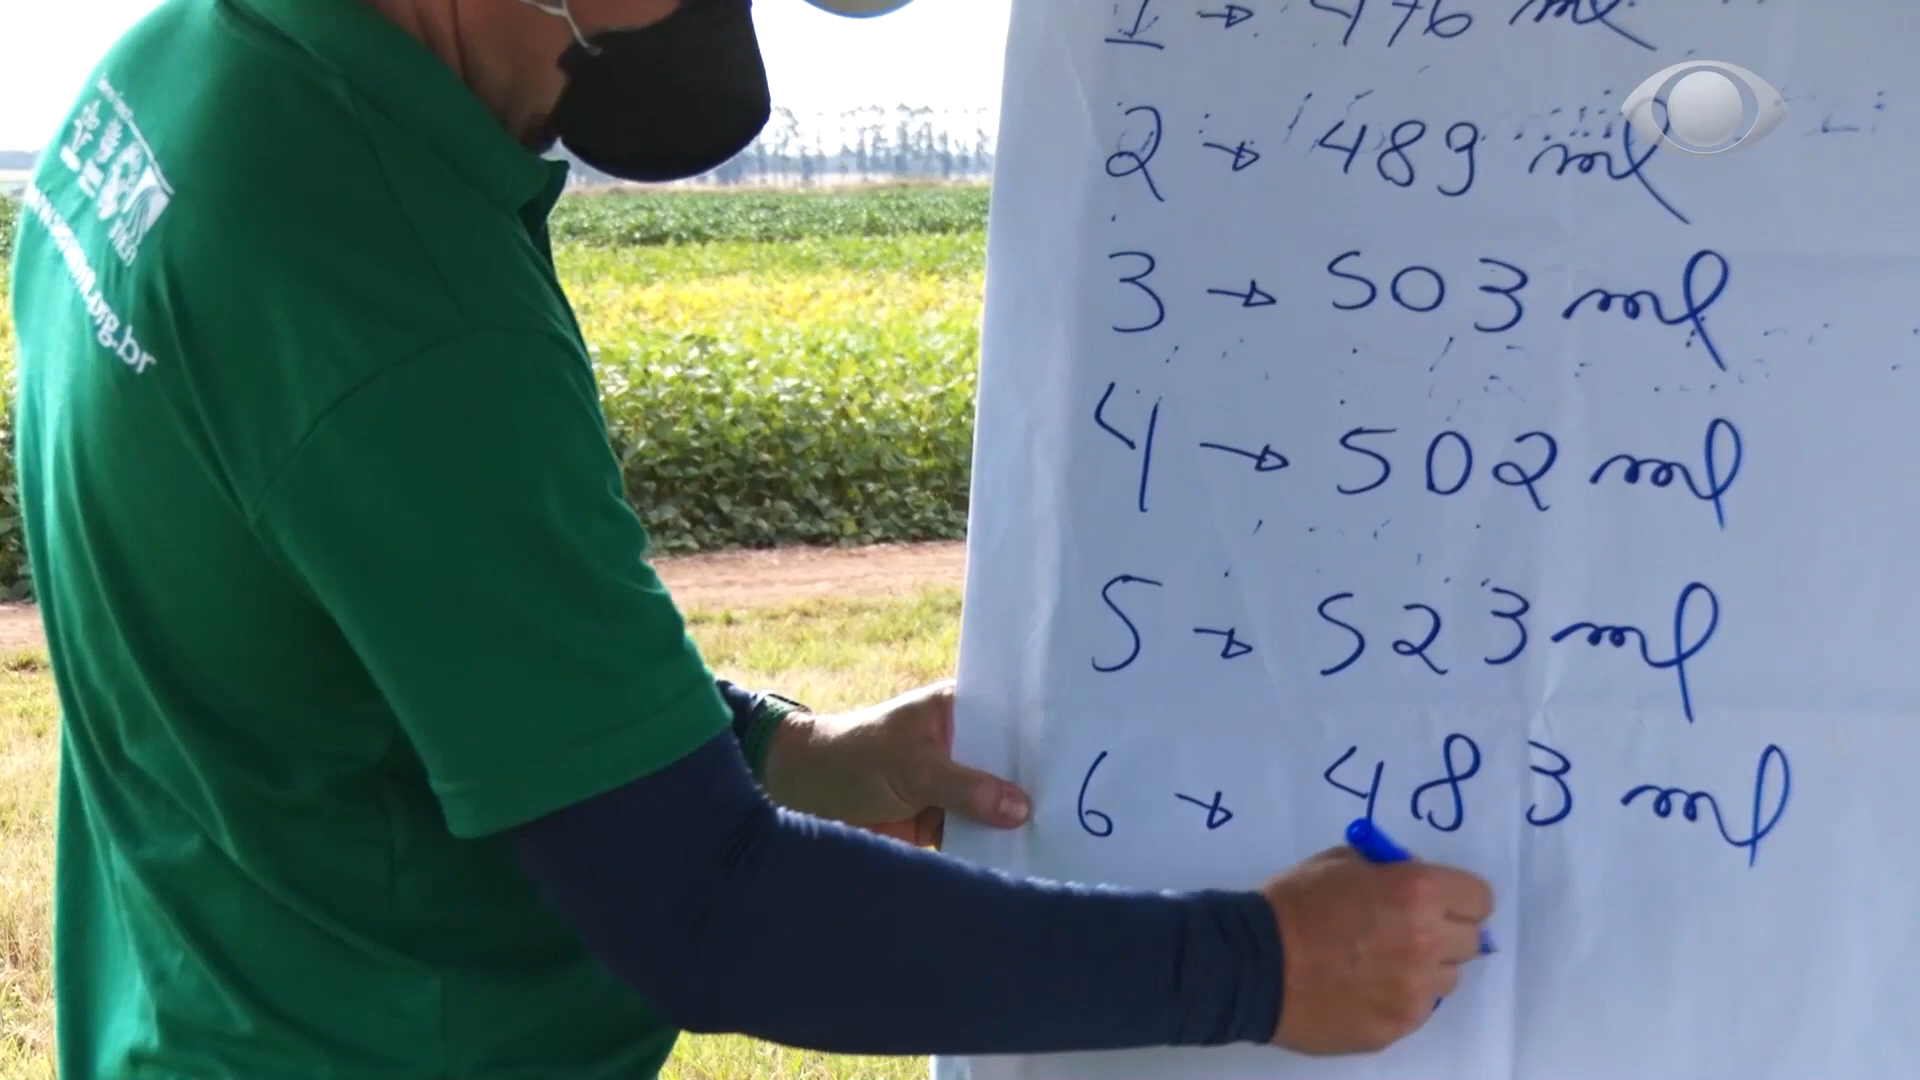 1 → 476 ml
2 → 489 ml
3 → 503 ml
4 → 502 ml
5 → 523 ml
6 → 483 ml